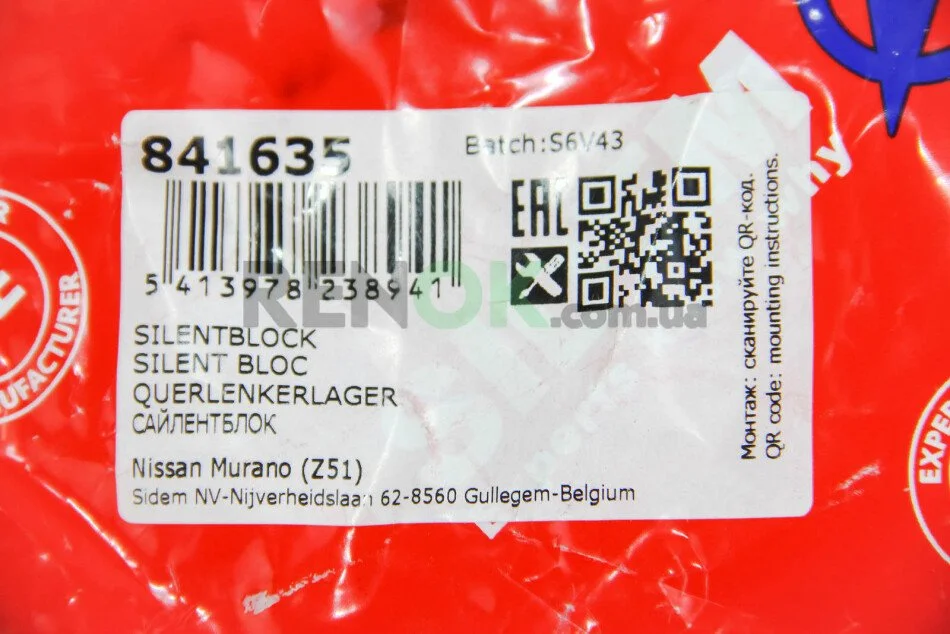 841635
Batch:S6V43
EAC
5 413978 238941
SILENTBLOCK
SILENT BLOC
QUERLENKERLAGER
САЙЛЕНТБЛОК
Nissan Murano (Z51)
Sidem NV-Nijverheidslaan 62-8560 Gullegem-Belgium
Монтаж: сканируйте QR-код.
QR code: mounting instructions.
RENOK.com.ua